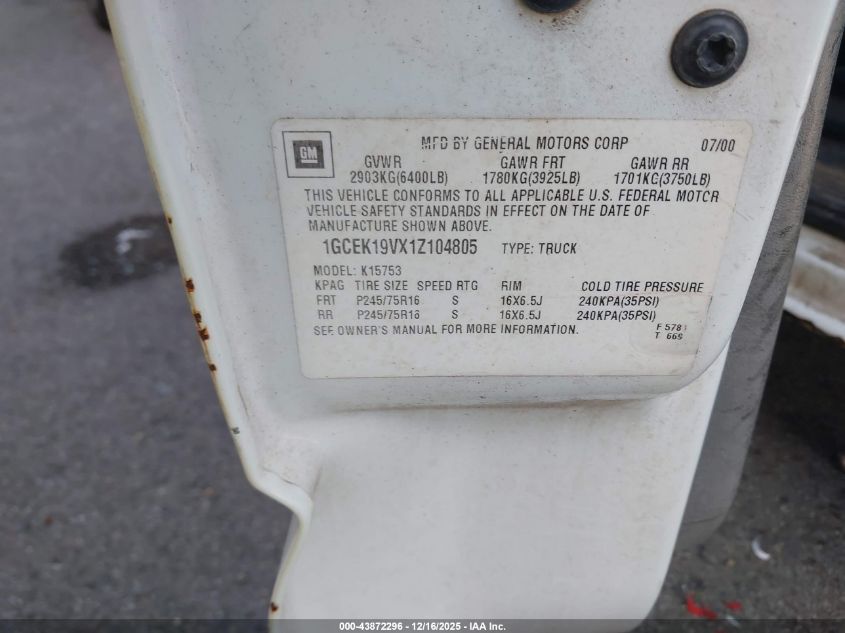 GM
MFD BY GENERAL MOTORS CORP 07/00
GVWR GAWR FRT GAWR RR
2903KG(6400LB) 1780KG(3925LB) 1701KG(3750LB)
THIS VEHICLE CONFORMS TO ALL APPLICABLE U.S. FEDERAL MOTOR
VEHICLE SAFETY STANDARDS IN EFFECT ON THE DATE OF
MANUFACTURE SHOWN ABOVE.
1GCEK19VX1Z104805 TYPE: TRUCK
MODEL: K15753
KPAG TIRE SIZE SPEED RTG RIM COLD TIRE PRESSURE
FRT P245/75R16 S 16X6.5J 240KPA(35PSI)
RR P245/75R16 S 16X6.5J 240KPA(35PSI)
SEE OWNER'S MANUAL FOR MORE INFORMATION.
000-43872296 - 12/16/2025 - IAA Inc.